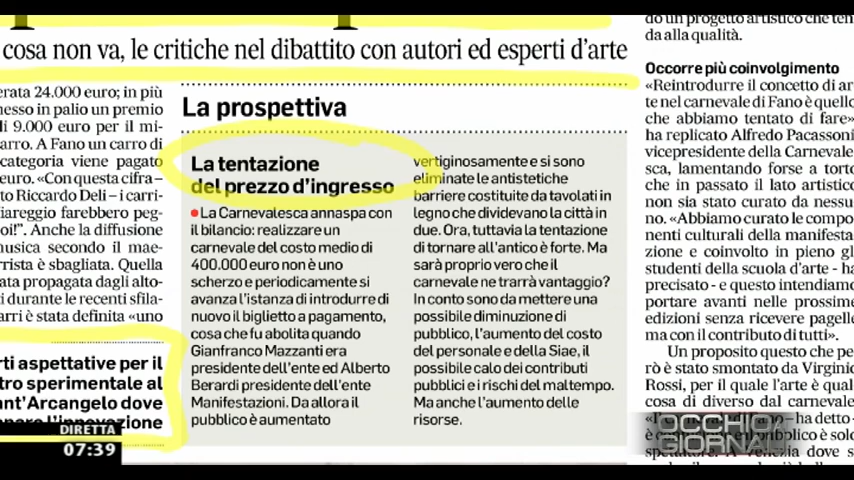 cosa non va, le critiche nel dibattito con autori ed esperti d'arte
erata 24.000 euro; in più
nesso in palio un premio
di 9.000 euro per il mi-
arro. A Fano un carro di
categoria viene pagato
euro. «Con questa cifra –
to Riccardo Deli – i carri-
iareggio farebbero peg-
oi!". Anche la diffusione
musica secondo il mae-
rrista è sbagliata. Quella
ata propagata dagli alto-
ti durante le recenti sfila-
arri è stata definita «uno
rti aspettative per il
tro sperimentale al
ant'Arcangelo dove
La prospettiva
La tentazione
del prezzo d'ingresso
La Carnevalesca annaspa con
il bilancio: realizzare un
carnevale del costo medio di
400.000 euro non è uno
scherzo e periodicamente si
avanza l'istanza di introdurre di
nuovo il biglietto a pagamento,
cosa che fu abolita quando
Gianfranco Mazzanti era
presidente dell'ente ed Alberto
Berardi presidente dell'ente
Manifestazioni. Da allora il
pubblico è aumentato
vertiginosamente e si sono
eliminate le antistetiche
barriere costituite da tavolati in
legno che dividevano la città in
due. Ora, tuttavia la tentazione
di tornare all'antico è forte. Ma
sarà proprio vero che il
carnevale ne trarrà vantaggio?
In conto sono da mettere una
possibile diminuzione di
pubblico, l'aumento del costo
del personale e della Siae, il
possibile calo dei contributi
pubblici e i rischi del maltempo.
Ma anche l'aumento delle
risorse.
do un progetto artistico che ten
da alla qualità.
Occorre più coinvolgimento
«Reintrodurre il concetto di ar
te nel carnevale di Fano è quello
che abbiamo tentato di fare»
ha replicato Alfredo Pacassoni
vicepresidente della Carnevale
sca, lamentando forse a torto
che in passato il lato artistico
non sia stato curato da nessu
no. «Abbiamo curato le compo
nenti culturali della manifesta
zione e coinvolto in pieno gl
studenti della scuola d'arte - ha
precisato - e questo intendiamo
portare avanti nelle prossime
edizioni senza ricevere pagelle
ma con il contributo di tutti».
Un proposito questo che pe
rò è stato smontato da Virginio
Rossi, per il quale l'arte è qual
cosa di diverso dal carnevale
DIRETTA
07:39
OCCHIO
GIORNALI